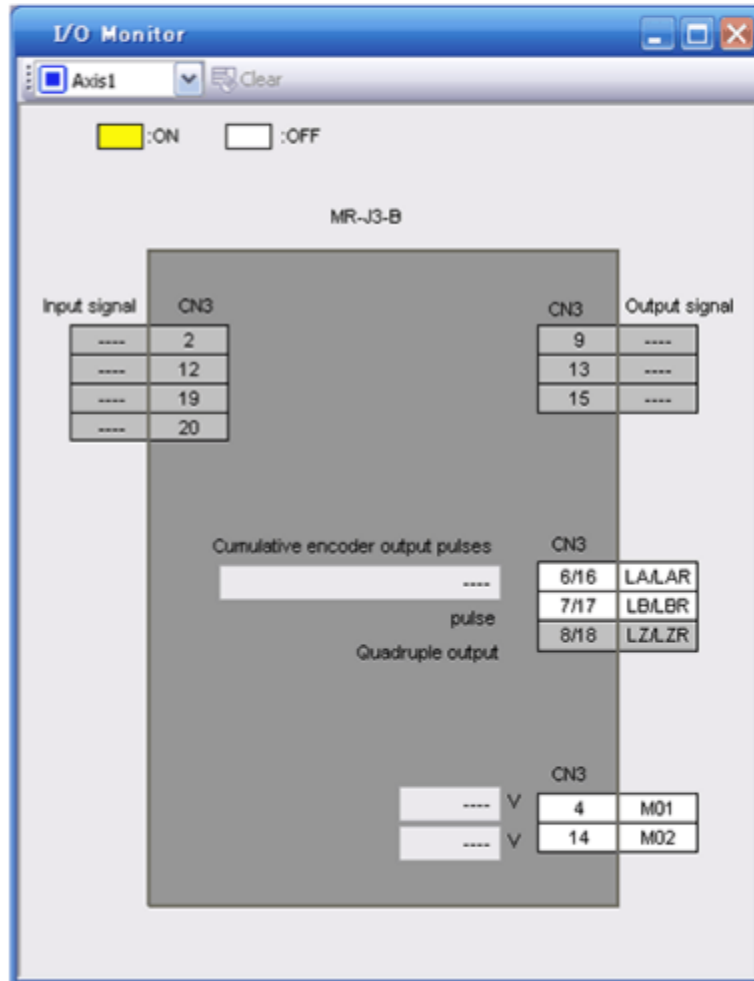 I/O Monitor
Axis1 Clear
:ON :OFF
MR-J3-B
Input signal CN3 CN3 Output signal
---- 2 9 ----
---- 12 13 ----
---- 19 15 ----
---- 20
Cumulative encoder output pulses CN3
---- 6/16 LA/LAR
pulse 7/17 LB/LBR
Quadruple output 8/18 LZ/LZR
CN3
---- V 4 M01
---- V 14 M02